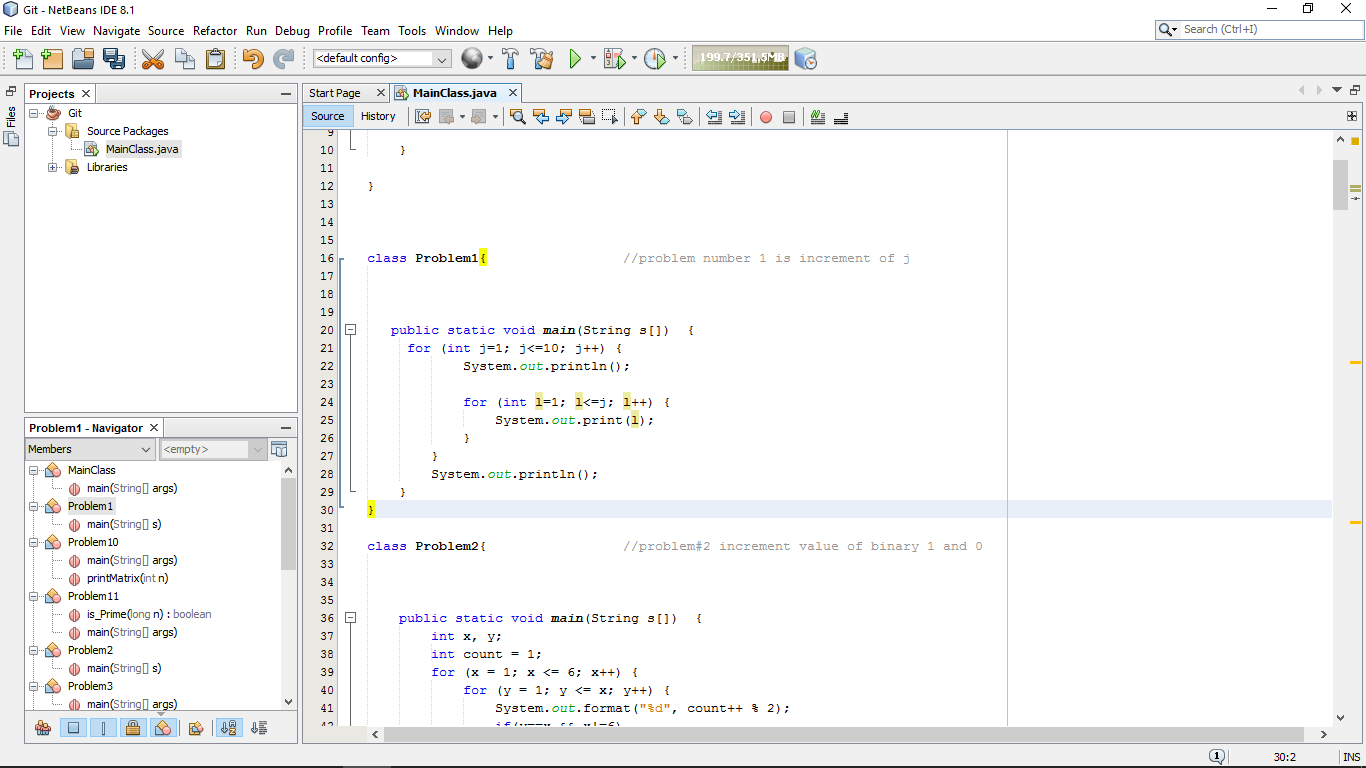 Git - NetBeans IDE 8.1
File Edit View Navigate Source Refactor Run Debug Profile Team Tools Window Help
Search (Ctrl+I)
<default config>
199.7/351.5MB
Files
Projects
Git
Source Packages
MainClass.java
Libraries
Problem1 - Navigator
Members
<empty>
MainClass
main(String[] args)
Problem1
main(String[] s)
Problem10
main(String[] args)
printMatrix(int n)
Problem11
is_Prime(long n) : boolean
main(String[] args)
Problem2
main(String[] s)
Problem3
main(String[] args)
Start Page
MainClass.java
Source History
9
10 }
11
12 }
13
14
15
16 class Problem1{ //problem number 1 is increment of j
17
18
19
20 public static void main(String s[]) {
21 for (int j=1; j<=10; j++) {
22 System.out.println();
23
24 for (int l=1; l<=j; l++) {
25 System.out.print(l);
26 }
27 }
28 System.out.println();
29 }
30 }
31
32 class Problem2{ //problem#2 increment value of binary 1 and 0
33
34
35
36 public static void main(String s[]) {
37 int x, y;
38 int count = 1;
39 for (x = 1; x <= 6; x++) {
40 for (y = 1; y <= x; y++) {
41 System.out.format("%d", count++ % 2);
42 if(y==x && x!=6)
1
30:2
INS